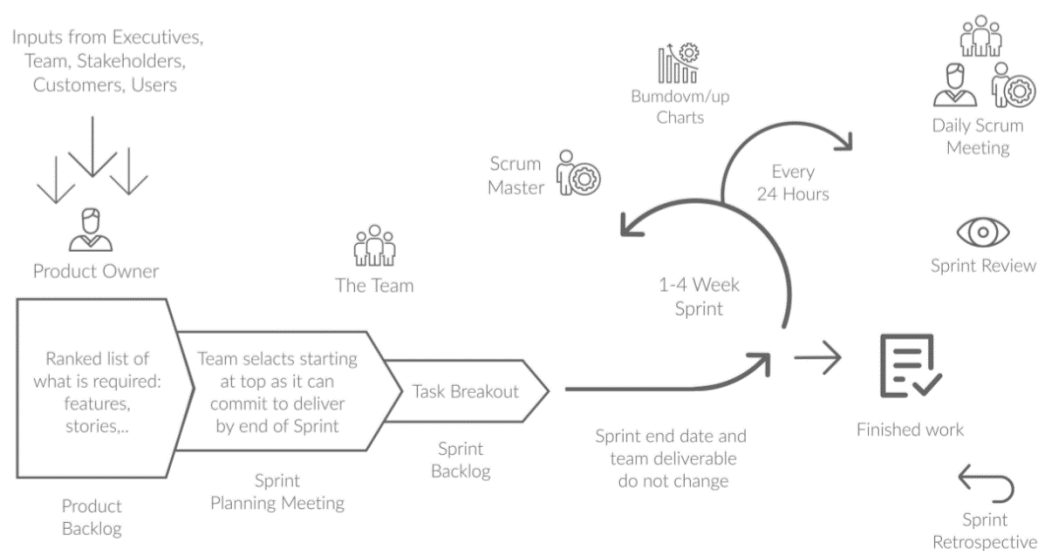 Inputs from Executives,
Team, Stakeholders,
Customers, Users
Product Owner
Ranked list of
what is required:
features,
stories,..
Product
Backlog
The Team
Team selacts starting
at top as it can
commit to deliver
by end of Sprint
Sprint
Planning Meeting
Task Breakout
Sprint
Backlog
Scrum
Master
Bumdovm/up
Charts
Every
24 Hours
1-4 Week
Sprint
Sprint end date and
team deliverable
do not change
Daily Scrum
Meeting
Sprint Review
Finished work
Sprint
Retrospective